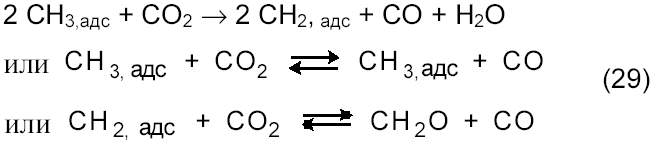 2 CH₃,адс + CO₂ → 2 CH₂, адс + CO + H₂O
или CH₃, адс + CO₂ ⇌ CH₃,адс + CO
(29)
или CH₂, адс + CO₂ ⇌ CH₂O + CO